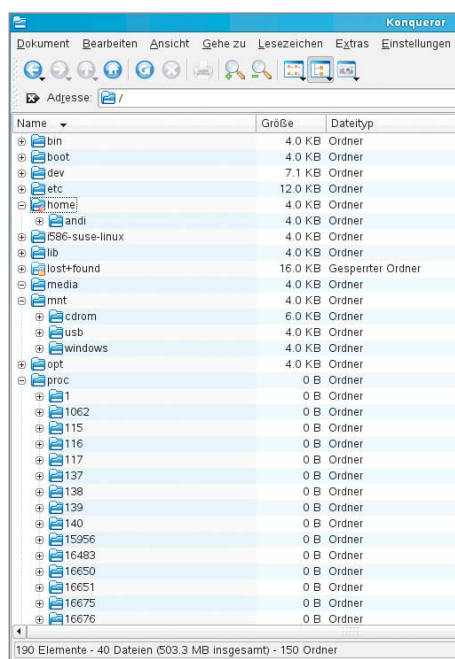 Konqueror
Dokument Bearbeiten Ansicht Gehe zu Lesezeichen Extras Einstellungen
Adresse: /
Name Größe Dateityp
bin 4.0 KB Ordner
boot 4.0 KB Ordner
dev 7.1 KB Ordner
etc 12.0 KB Ordner
home 4.0 KB Ordner
andi 4.0 KB Ordner
i586-suse-linux 4.0 KB Ordner
lib 4.0 KB Ordner
lost+found 16.0 KB Gesperrter Ordner
media 4.0 KB Ordner
mnt 4.0 KB Ordner
cdrom 6.0 KB Ordner
usb 4.0 KB Ordner
windows 4.0 KB Ordner
opt 4.0 KB Ordner
proc 0 B Ordner
1 0 B Ordner
1062 0 B Ordner
115 0 B Ordner
116 0 B Ordner
117 0 B Ordner
137 0 B Ordner
138 0 B Ordner
139 0 B Ordner
140 0 B Ordner
15956 0 B Ordner
16483 0 B Ordner
16650 0 B Ordner
16651 0 B Ordner
16675 0 B Ordner
16676 0 B Ordner
190 Elemente - 40 Dateien (503.3 MB insgesamt) - 150 Ordner